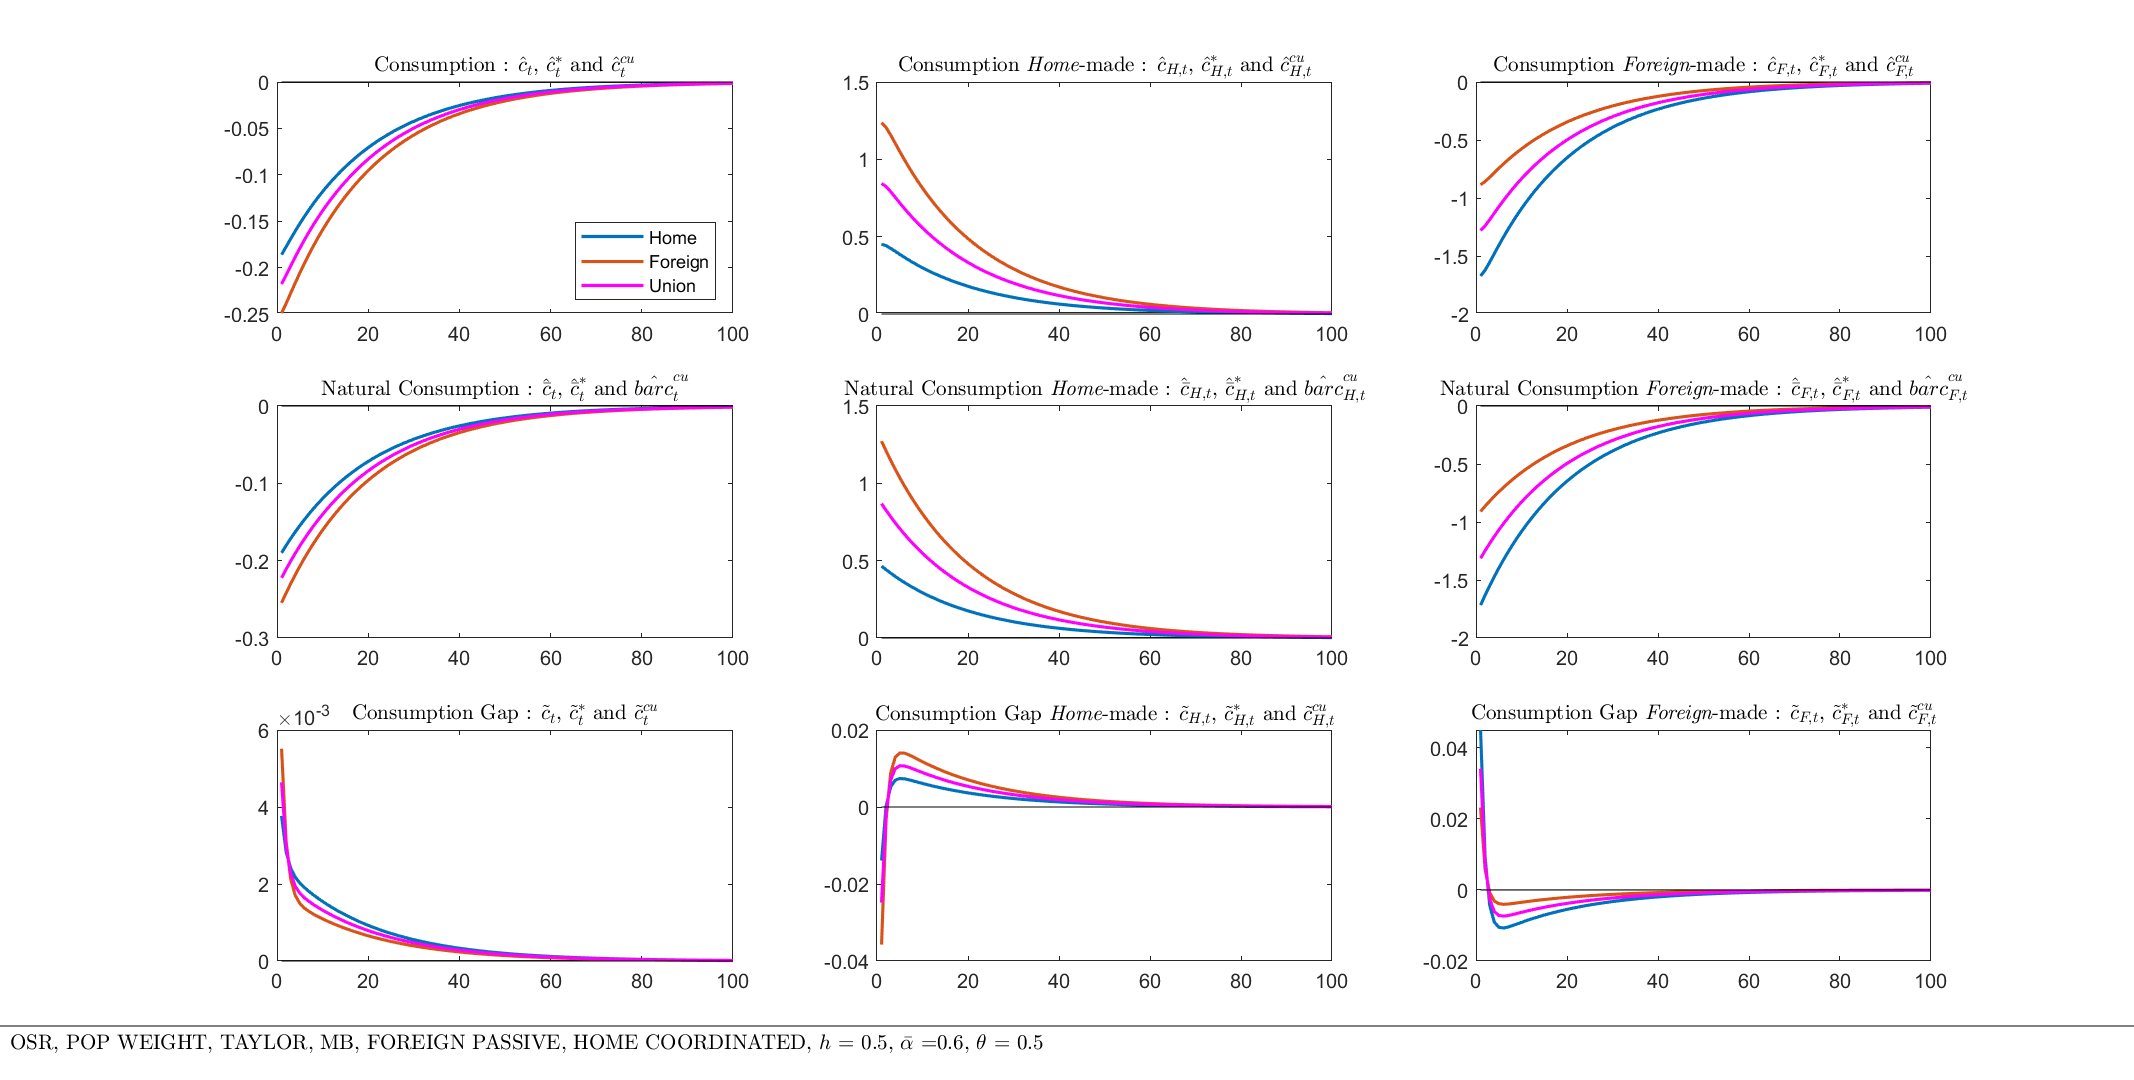 Consumption : ĉ_t, ĉ*_t and ĉ^cu_t
Consumption Home-made : ĉ_H,t, ĉ*_H,t and ĉ^cu_H,t
Consumption Foreign-made : ĉ_F,t, ĉ*_F,t and ĉ^cu_F,t
0
-0.05
-0.1
-0.15
-0.2
-0.25
0 20 40 60 80 100
Home
Foreign
Union
1.5
1
0.5
0
0 20 40 60 80 100
0
-0.5
-1
-1.5
-2
0 20 40 60 80 100
Natural Consumption : c̄̂_t, c̄̂*_t and bar̂c^cu_t
Natural Consumption Home-made : c̄̂_H,t, c̄̂*_H,t and bar̂c^cu_H,t
Natural Consumption Foreign-made : c̄̂_F,t, c̄̂*_F,t and bar̂c^cu_F,t
0
-0.1
-0.2
-0.3
0 20 40 60 80 100
1.5
1
0.5
0
0 20 40 60 80 100
0
-0.5
-1
-1.5
-2
0 20 40 60 80 100
×10^-3 Consumption Gap : c̃_t, c̃*_t and c̃^cu_t
Consumption Gap Home-made : c̃_H,t, c̃*_H,t and c̃^cu_H,t
Consumption Gap Foreign-made : c̃_F,t, c̃*_F,t and c̃^cu_F,t
6
4
2
0
0 20 40 60 80 100
0.02
0
-0.02
-0.04
0 20 40 60 80 100
0.04
0.02
0
-0.02
0 20 40 60 80 100
OSR, POP WEIGHT, TAYLOR, MB, FOREIGN PASSIVE, HOME COORDINATED, h = 0.5, ᾱ =0.6, θ = 0.5